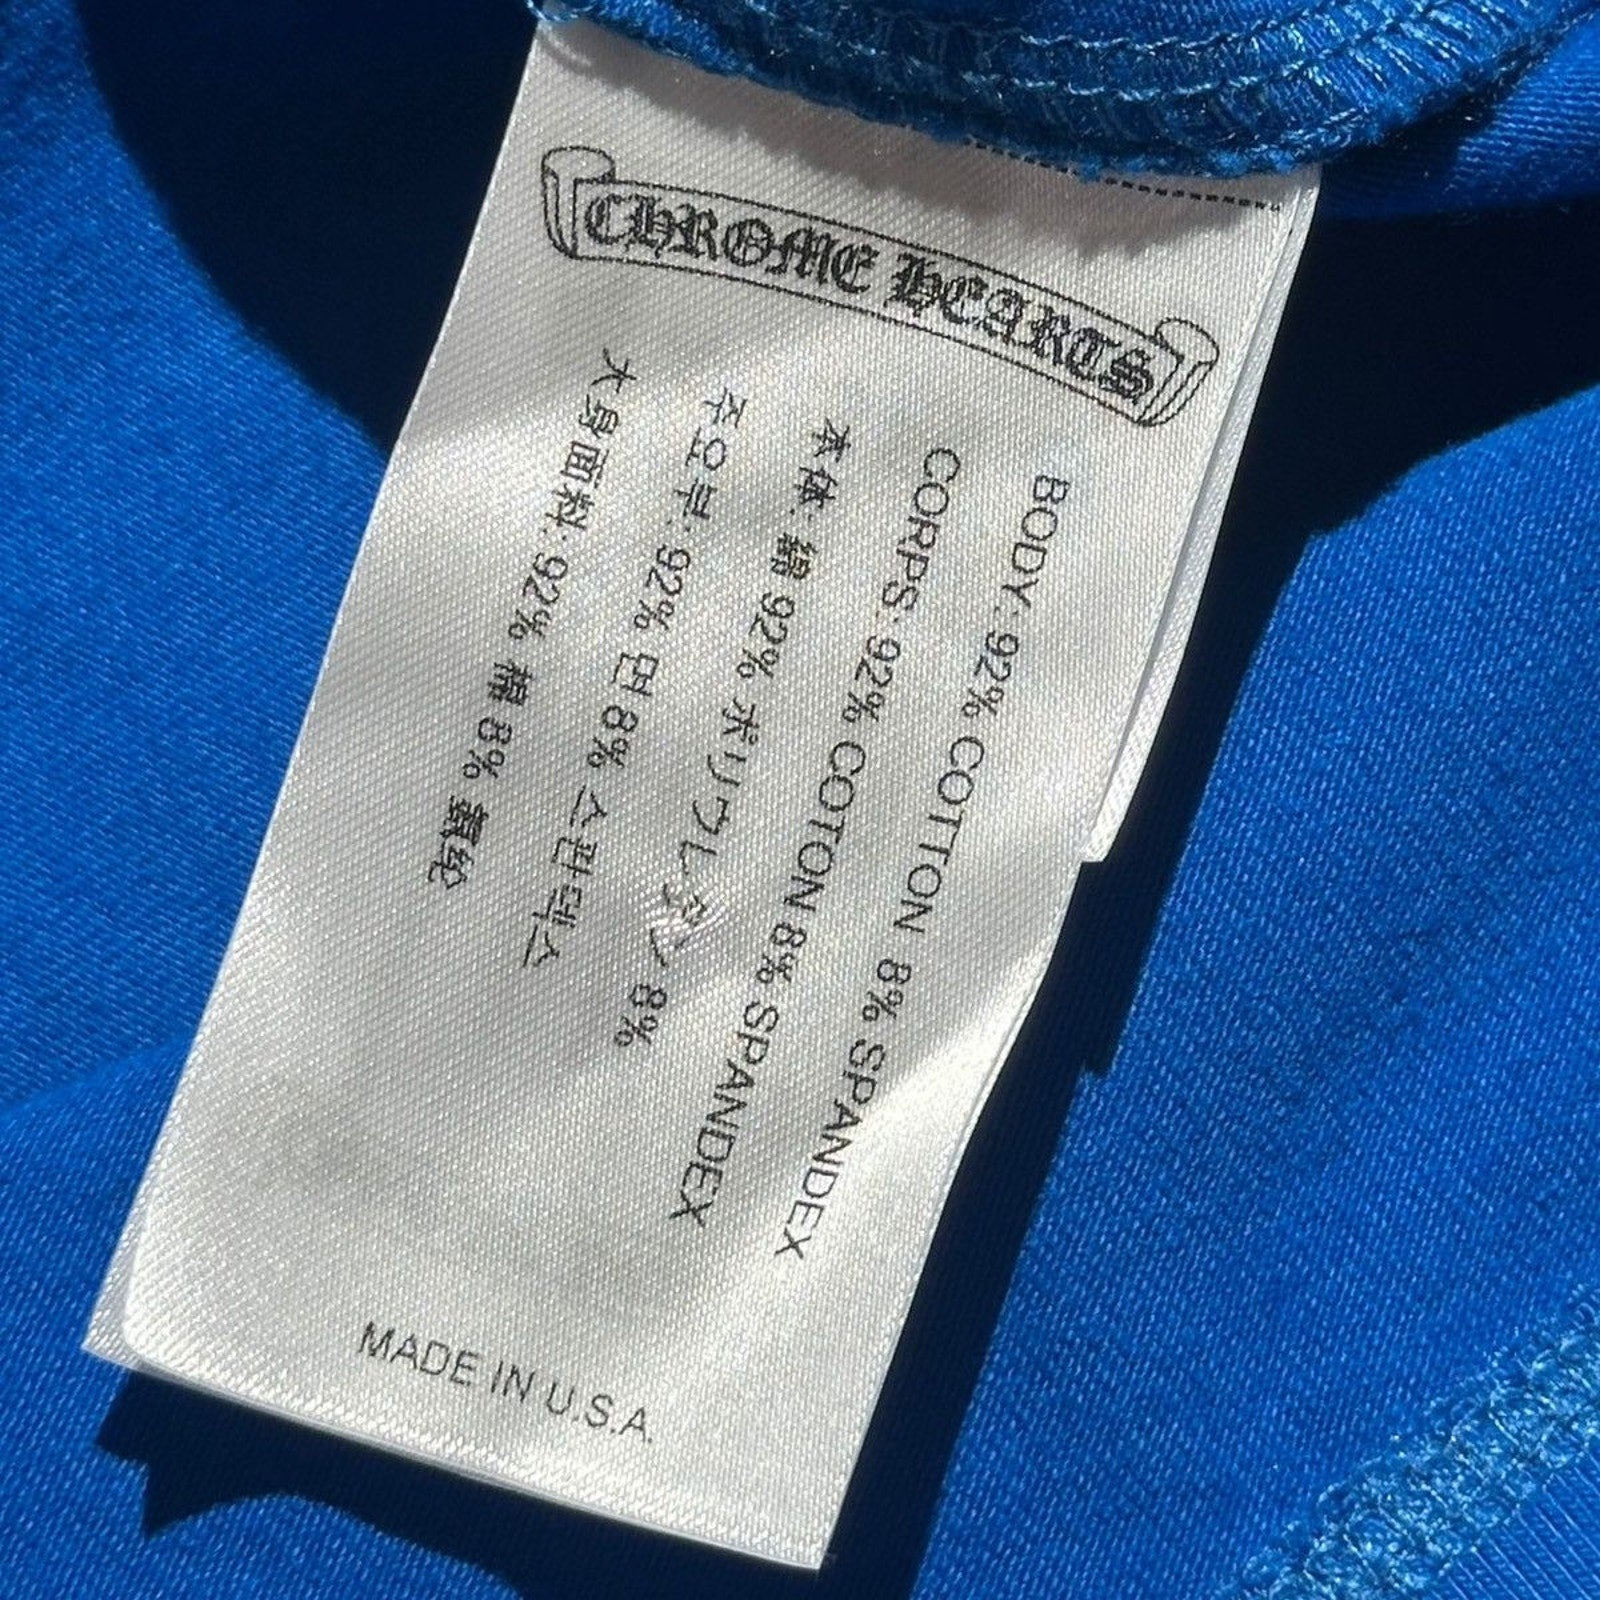 CHROME HEARTS
BODY: 92% COTTON 8% SPANDEX
CORPS: 92% COTON 8% SPANDEX
本体: 綿 92% ポリウレタン 8%
주요부: 92% 면 8% 스판덱스
大身面料: 92% 棉 8% 氨纶
MADE IN U.S.A.